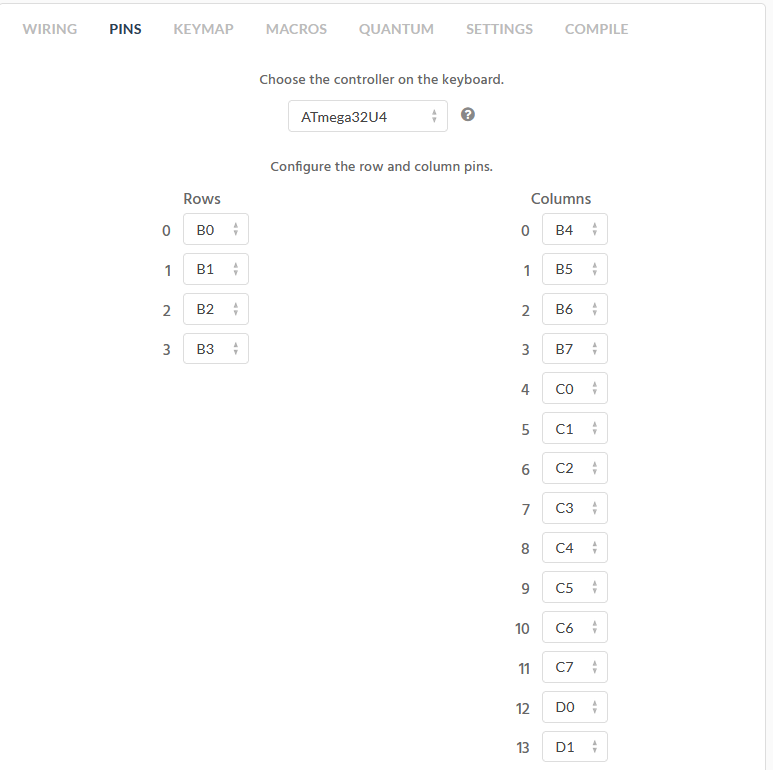 WIRING PINS KEYMAP MACROS QUANTUM SETTINGS COMPILE
Choose the controller on the keyboard.
ATmega32U4 ?
Configure the row and column pins.
Rows Columns
0 B0 0 B4
1 B1 1 B5
2 B2 2 B6
3 B3 3 B7
4 C0
5 C1
6 C2
7 C3
8 C4
9 C5
10 C6
11 C7
12 D0
13 D1